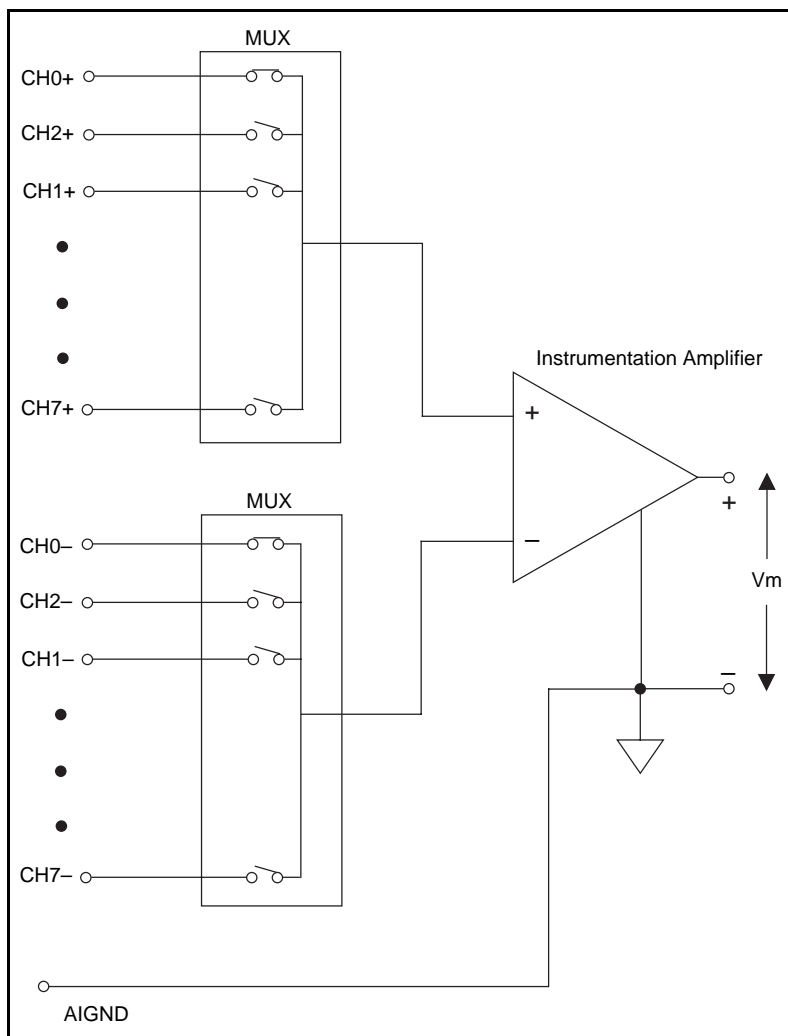 MUX
CH0+
CH2+
CH1+
CH7+
Instrumentation Amplifier
+
–
+
Vm
–
MUX
CH0–
CH2–
CH1–
CH7–
AIGND